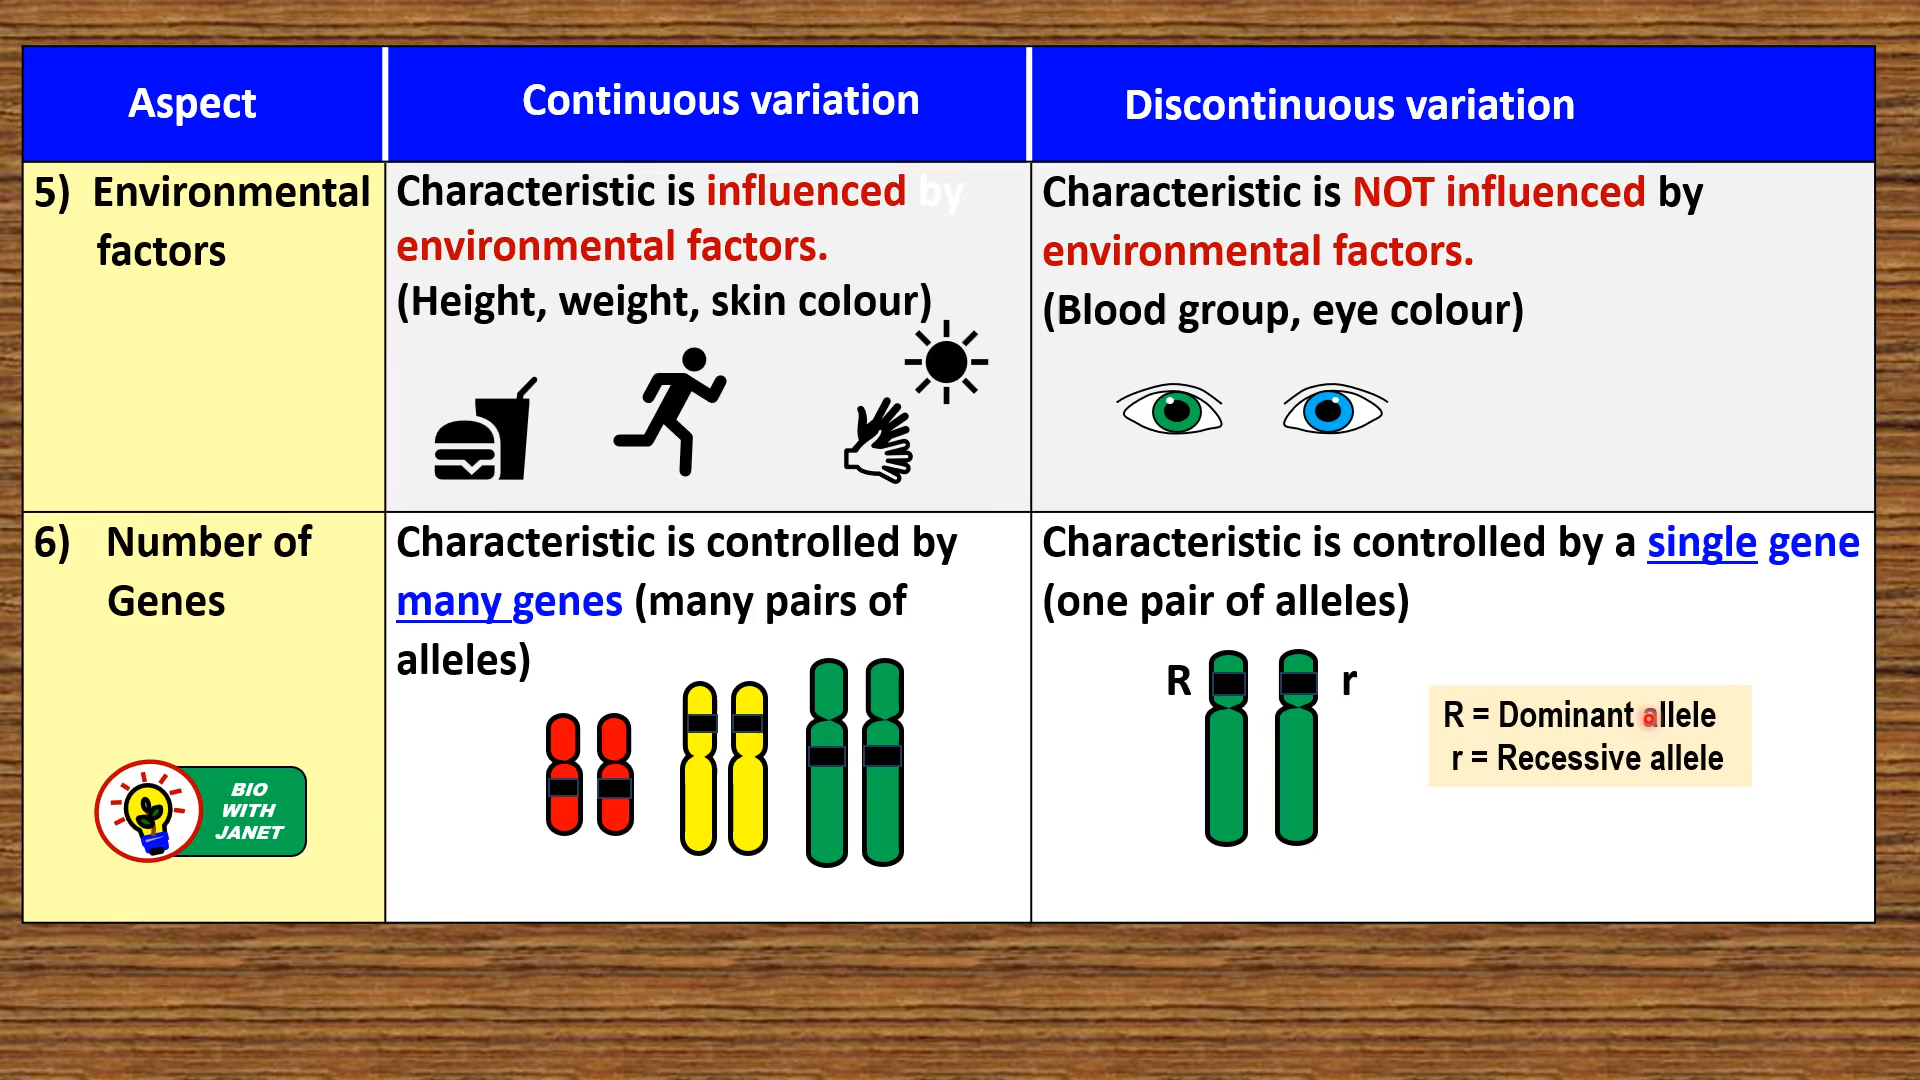 Aspect
Continuous variation
Discontinuous variation
5) Environmental
factors
Characteristic is influenced by
environmental factors.
(Height, weight, skin colour)
Characteristic is NOT influenced by
environmental factors.
(Blood group, eye colour)
6) Number of
Genes
Characteristic is controlled by
many genes (many pairs of
alleles)
Characteristic is controlled by a single gene
(one pair of alleles)
R
r
R = Dominant allele
r = Recessive allele
BIO
WITH
JANET